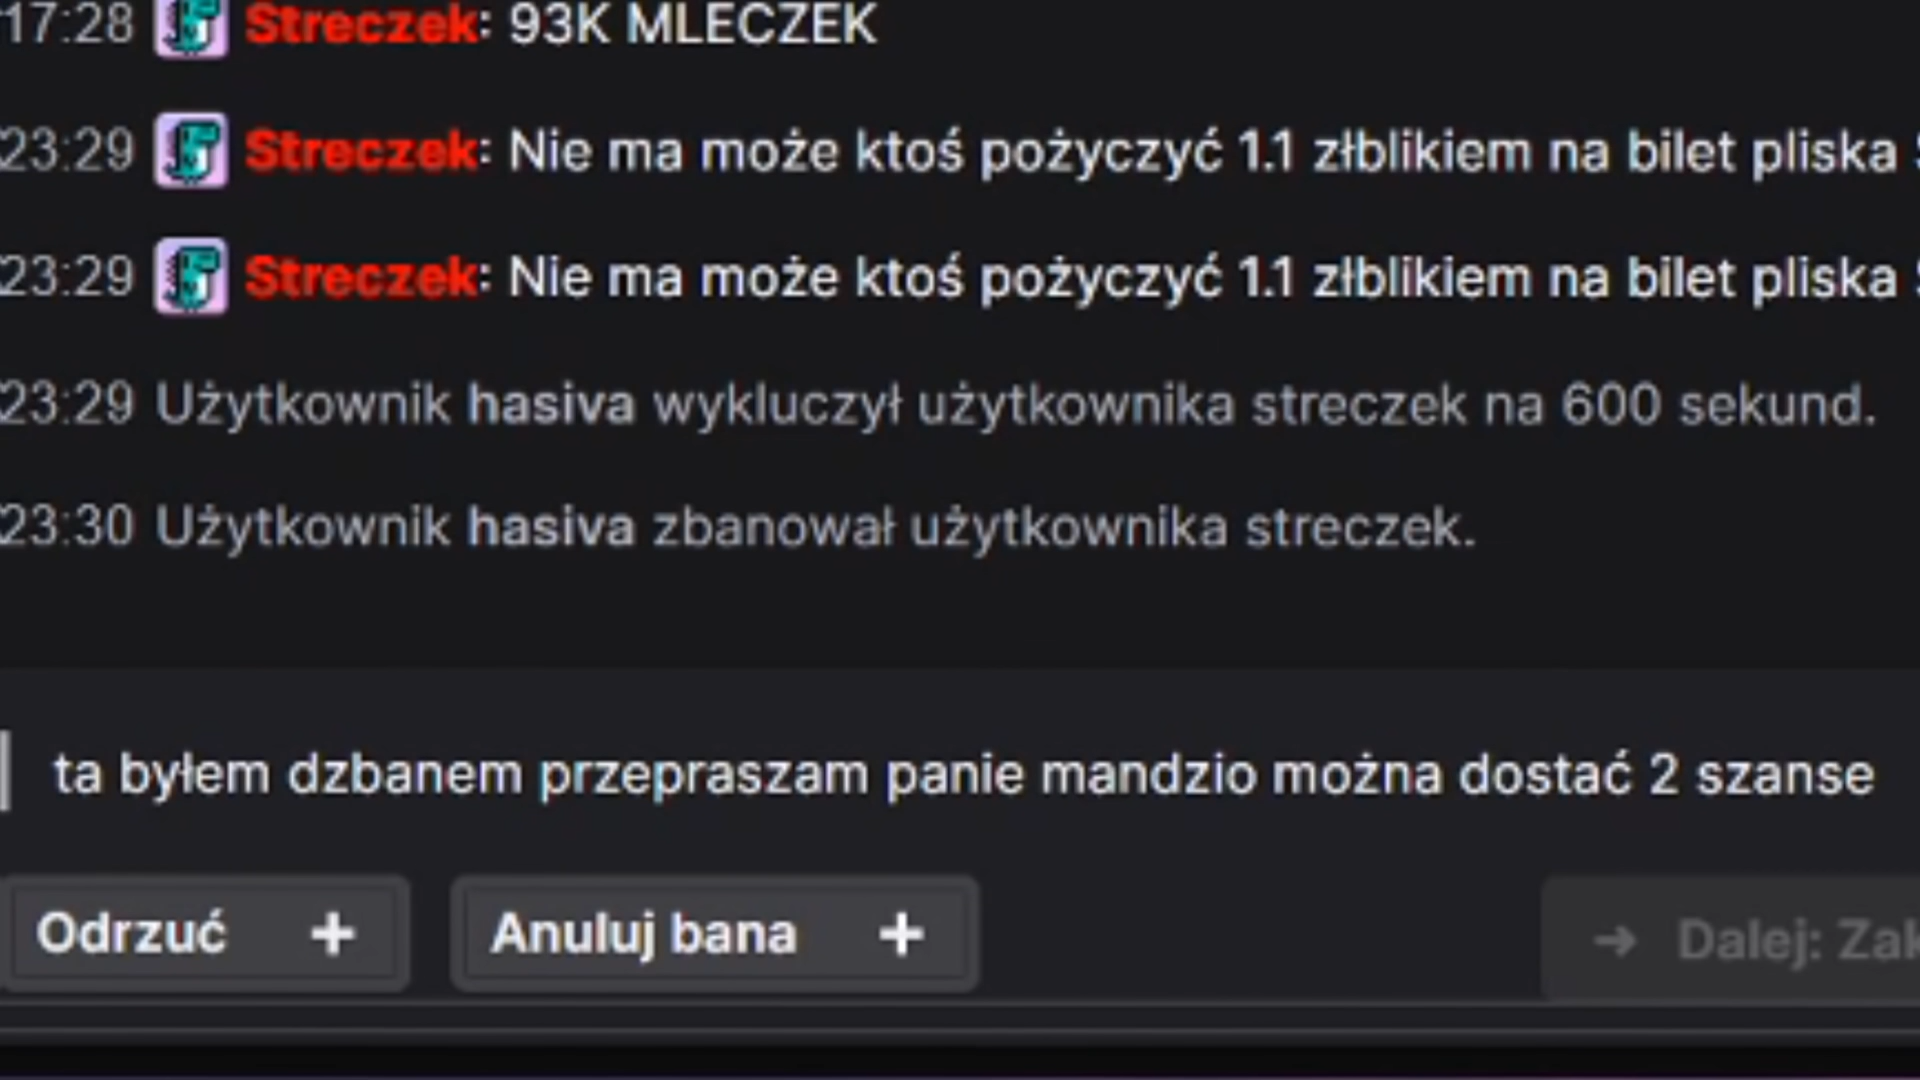 17:28 Streczek: 93K MLECZEK
23:29 Streczek: Nie ma może ktoś pożyczyć 1.1 złblikiem na bilet pliska
23:29 Streczek: Nie ma może ktoś pożyczyć 1.1 złblikiem na bilet pliska
23:29 Użytkownik hasiva wykluczył użytkownika streczek na 600 sekund.
23:30 Użytkownik hasiva zbanował użytkownika streczek.
ta byłem dzbanem przepraszam panie mandzio można dostać 2 szanse
Odrzuć + Anuluj bana + → Dalej: Zak